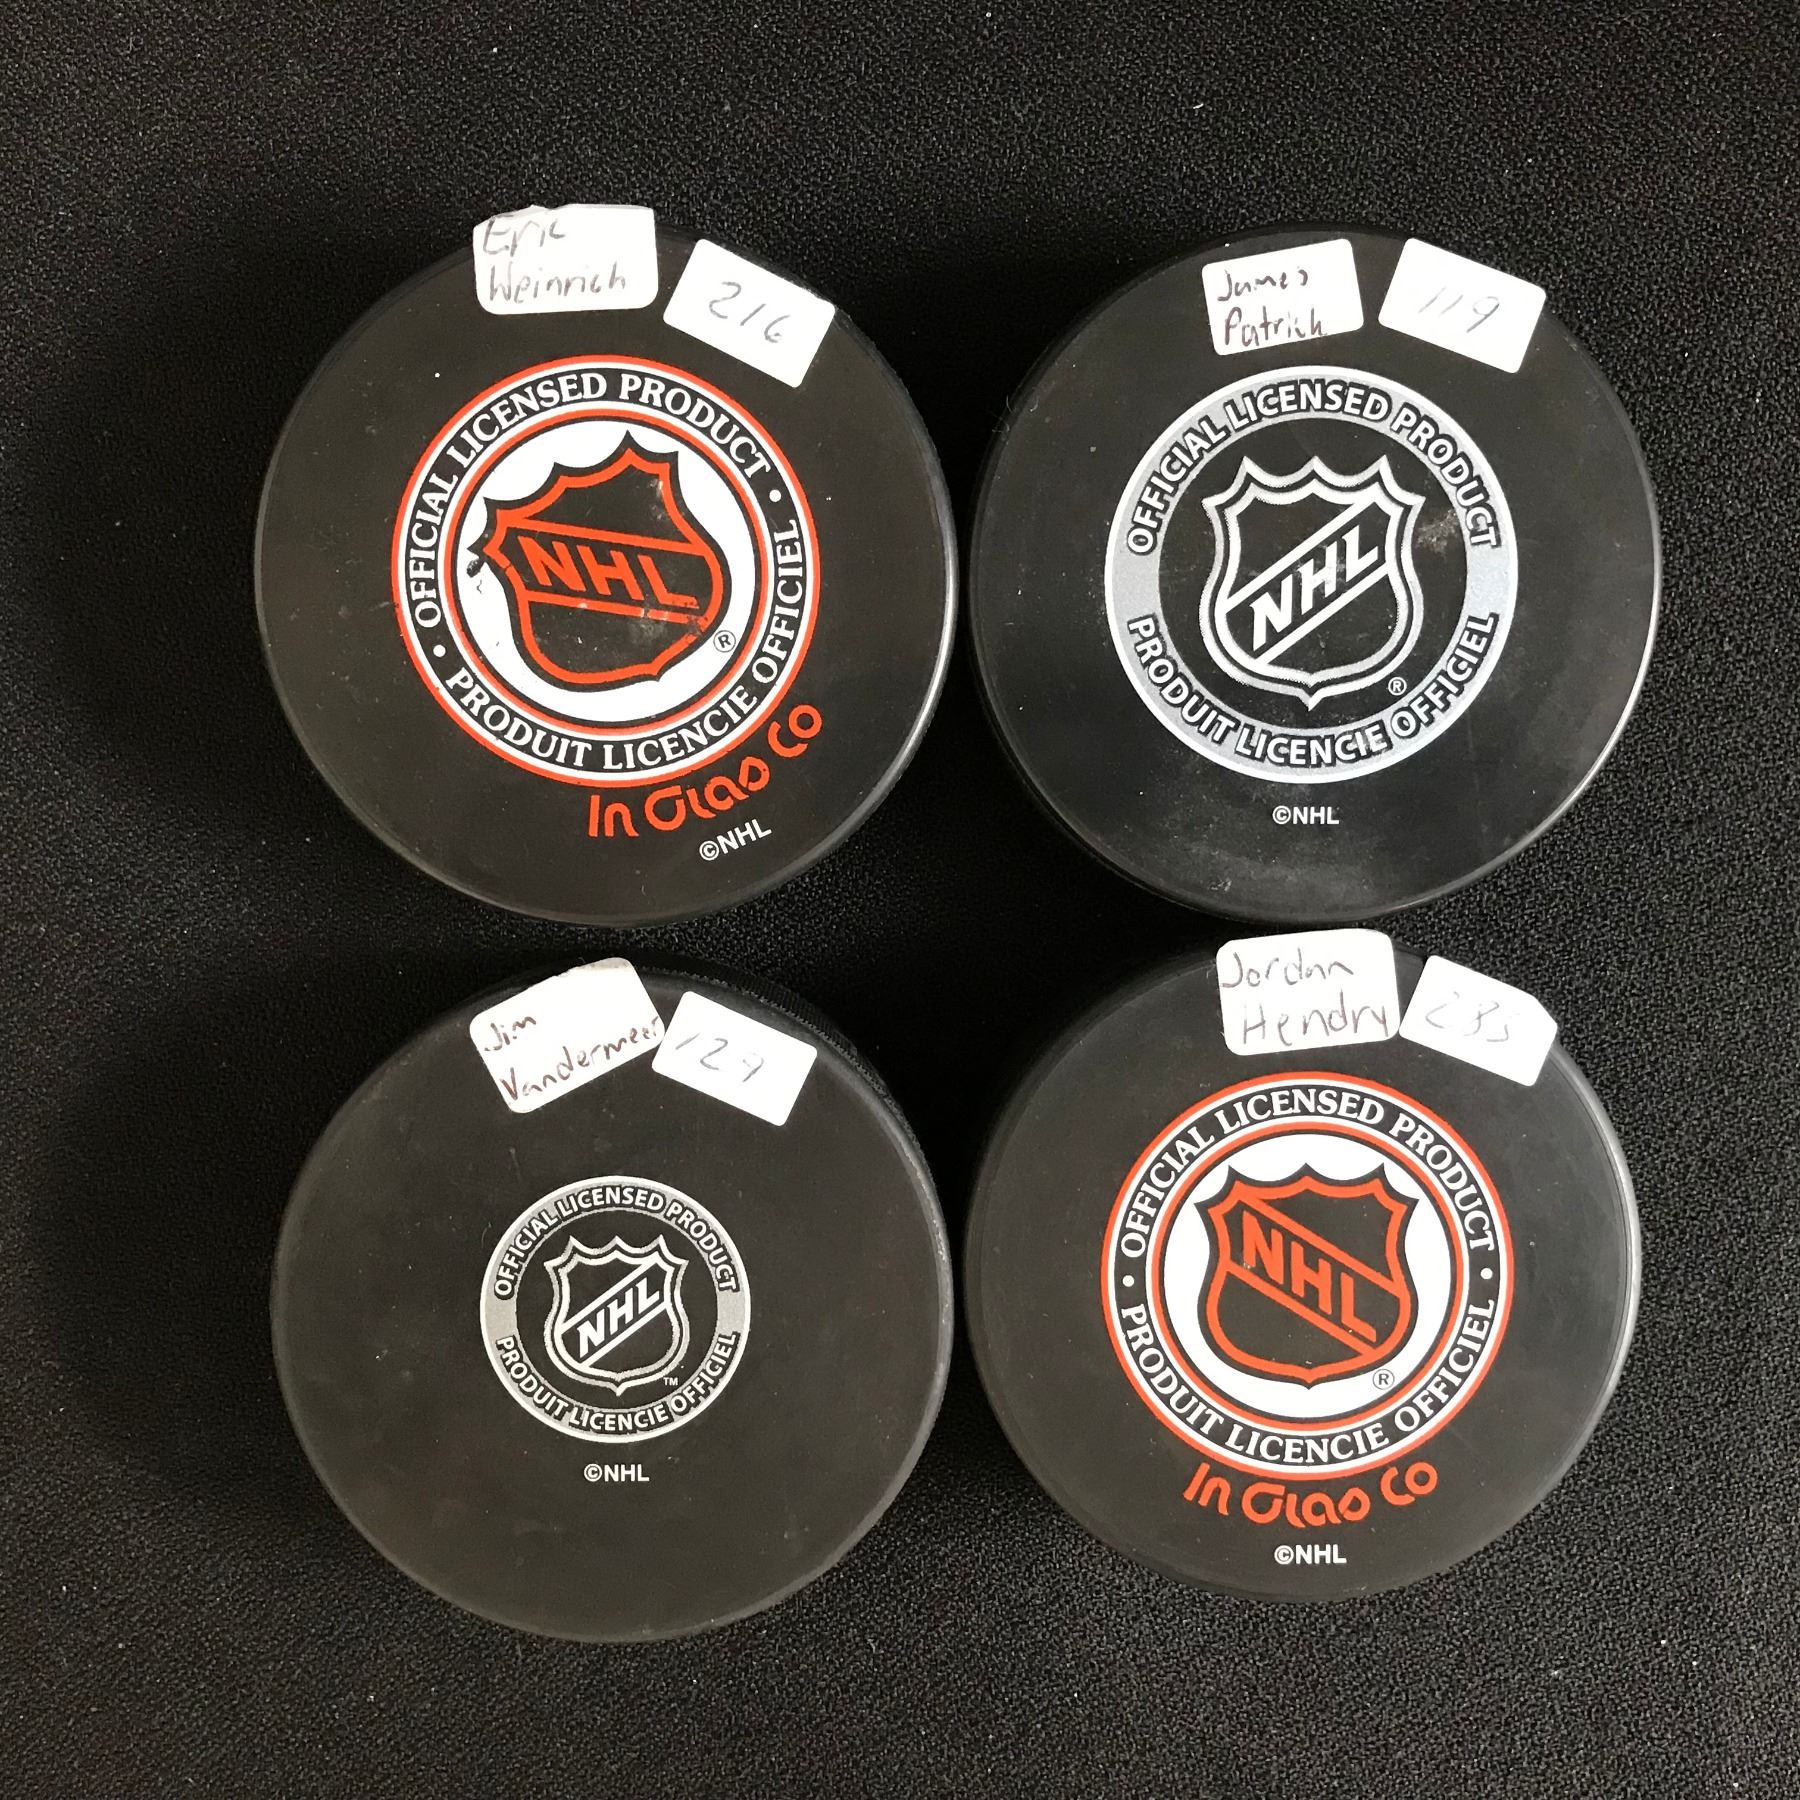 Eric
Weinrich
216
OFFICIAL LICENSED PRODUCT
NHL
®
• PRODUIT LICENCIE OFFICIEL •
In Glas Co
©NHL
James
Patrick
119
OFFICIAL LICENSED PRODUCT
NHL
®
PRODUIT LICENCIE OFFICIEL
©NHL
Jim
Vandermeer
129
OFFICIAL LICENSED PRODUCT
NHL
TM
PRODUIT LICENCIE OFFICIEL
©NHL
Jordan
Hendry
285
OFFICIAL LICENSED PRODUCT
NHL
®
• PRODUIT LICENCIE OFFICIEL •
In Glas Co
©NHL